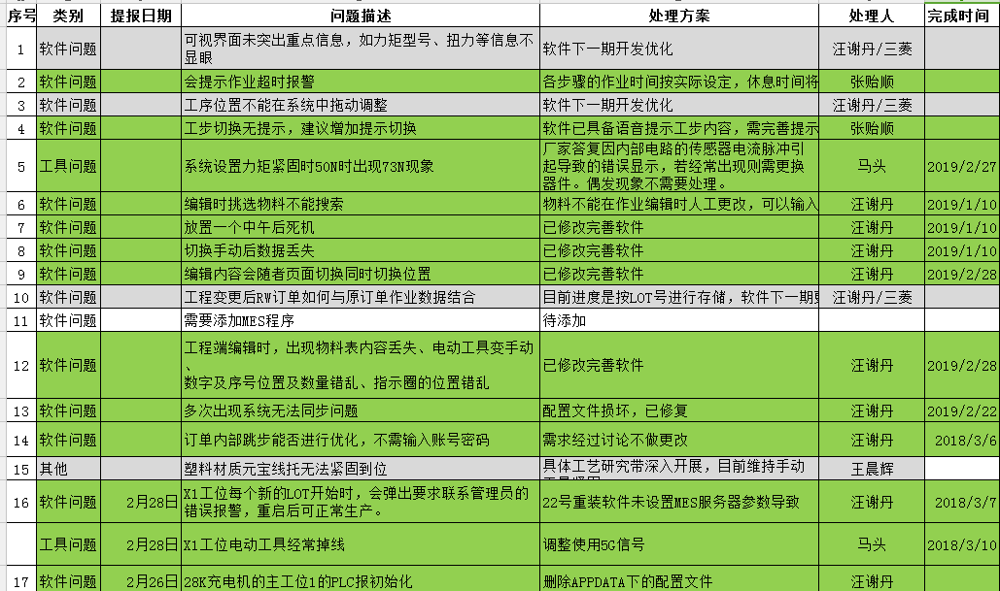 序号 类别 提报日期 问题描述 处理方案 处理人 完成时间
1 软件问题 可视界面未突出重点信息，如力矩型号、扭力等信息不 软件下一期开发优化 汪谢丹/三菱
显眼
2 软件问题 会提示作业超时报警 各步骤的作业时间按实际设定，休息时间将 张贻顺
3 软件问题 工序位置不能在系统中拖动调整 软件下一期开发优化 汪谢丹/三菱
4 软件问题 工步切换无提示，建议增加提示切换 软件已具备语音提示工步内容，需完善提示 张贻顺
5 工具问题 系统设置力矩紧固时50N时出现73N现象 厂家答复因内部电路的传感器电流脉冲引 马头 2019/2/27
起导致的错误显示，若经常出现则需更换
器件。偶发现象不需要处理。
6 软件问题 编辑时挑选物料不能搜索 物料不能在作业编辑时人工更改，可以输入 汪谢丹 2019/1/10
7 软件问题 放置一个中午后死机 已修改完善软件 汪谢丹 2019/1/10
8 软件问题 切换手动后数据丢失 已修改完善软件 汪谢丹 2019/1/10
9 软件问题 编辑内容会随者页面切换同时切换位置 已修改完善软件 汪谢丹 2019/2/28
10 软件问题 工程变更后RW订单如何与原订单作业数据结合 目前进度是按LOT号进行存储，软件下一期 汪谢丹/三菱
11 软件问题 需要添加MES程序 待添加
12 软件问题 工程端编辑时，出现物料表内容丢失、电动工具变手动 已修改完善软件 汪谢丹 2019/2/28
、
数字及序号位置及数量错乱、指示圈的位置错乱
13 软件问题 多次出现系统无法同步问题 配置文件损坏，已修复 汪谢丹 2019/2/22
14 软件问题 订单内部跳步能否进行优化，不需输入账号密码 需求经过讨论不做更改 汪谢丹 2018/3/6
15 其他 塑料材质元宝线托无法紧固到位 具体工艺研究带深入开展，目前维持手动 王晨辉
16 软件问题 2月28日 X1工位每个新的LOT开始时，会弹出要求联系管理员的 22号重装软件未设置MES服务器参数导致 汪谢丹 2018/3/7
错误报警，重启后可正常生产。
工具问题 2月28日 X1工位电动工具经常掉线 调整使用5G信号 马头 2018/3/10
17 软件问题 2月26日 28K充电机的主工位1的PLC报初始化 删除APPDATA下的配置文件 汪谢丹